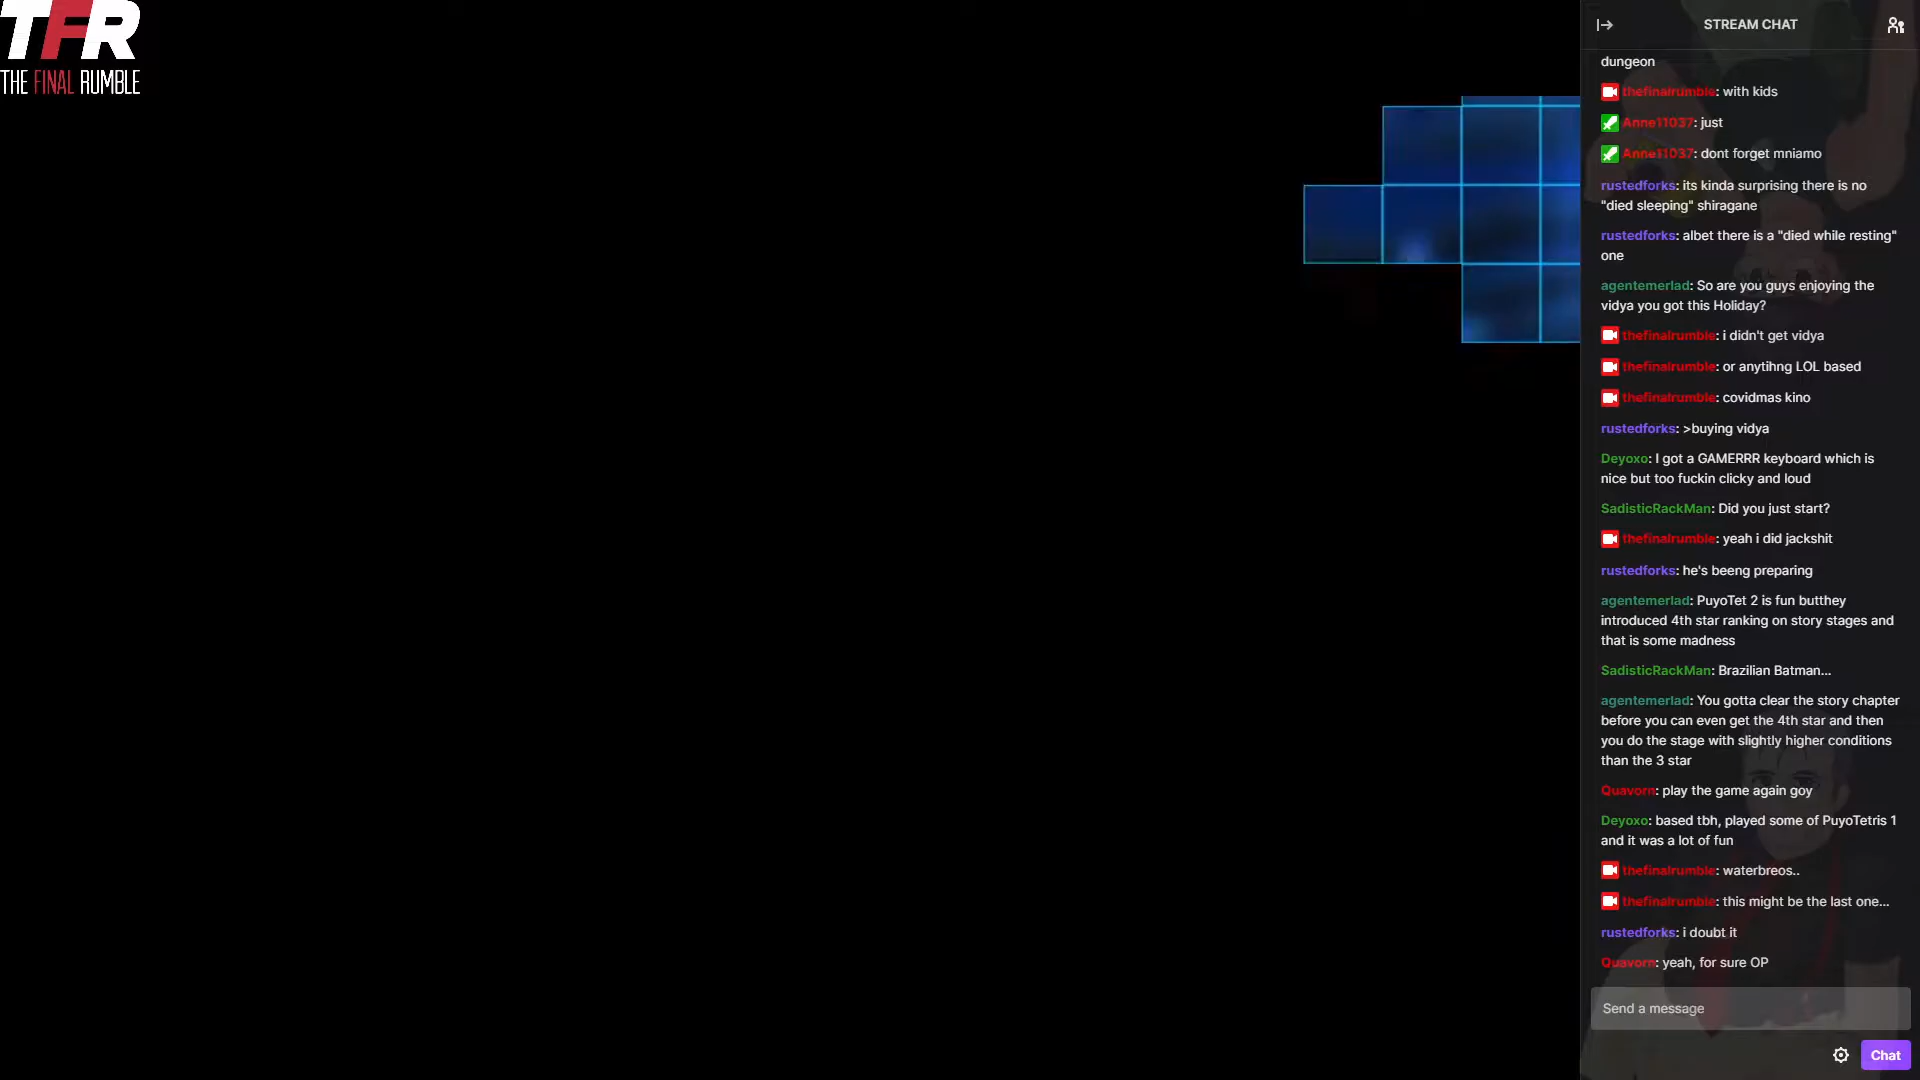 TFR
THE FINAL RUMBLE
STREAM CHAT
dungeon
thefinalrumble: with kids
Anne11037: just
Anne11037: dont forget mniamo
rustedforks: its kinda surprising there is no
"died sleeping" shiragane
rustedforks: albet there is a "died while resting"
one
agentemerlad: So are you guys enjoying the
vidya you got this Holiday?
thefinalrumble: i didn't get vidya
thefinalrumble: or anytihng LOL based
thefinalrumble: covidmas kino
rustedforks: >buying vidya
Deyoxo: I got a GAMERRR keyboard which is
nice but too fuckin clicky and loud
SadisticRackMan: Did you just start?
thefinalrumble: yeah i did jackshit
rustedforks: he's beeng preparing
agentemerlad: PuyoTet 2 is fun butthey
introduced 4th star ranking on story stages and
that is some madness
SadisticRackMan: Brazilian Batman...
agentemerlad: You gotta clear the story chapter
before you can even get the 4th star and then
you do the stage with slightly higher conditions
than the 3 star
Quavorn: play the game again goy
Deyoxo: based tbh, played some of PuyoTetris 1
and it was a lot of fun
thefinalrumble: waterbreos..
thefinalrumble: this might be the last one...
rustedforks: i doubt it
Quavorn: yeah, for sure OP
Send a message
Chat